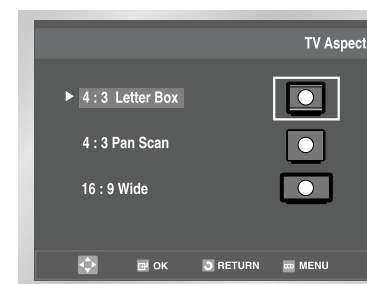 TV Aspect
4 : 3 Letter Box
4 : 3 Pan Scan
16 : 9 Wide
OK RETURN MENU